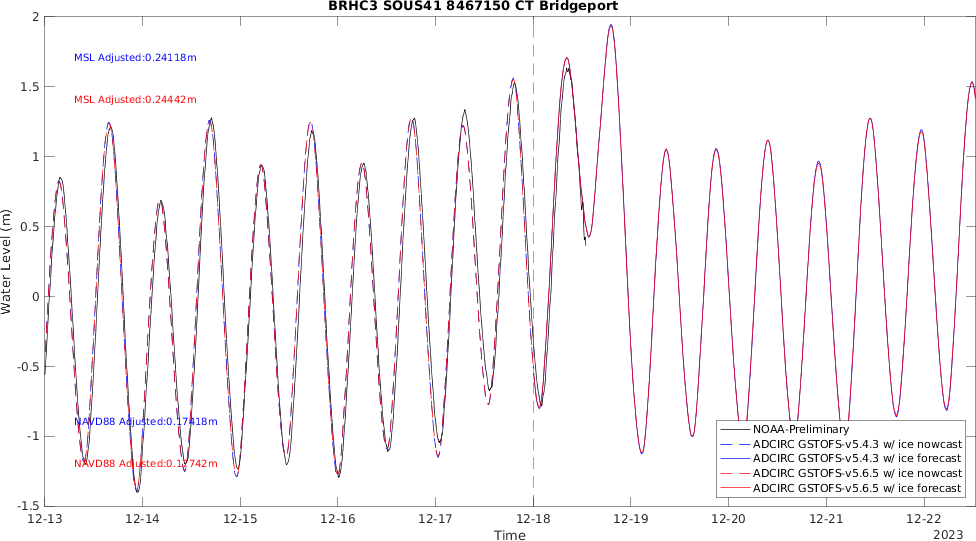 BRHC3 SOUS41 8467150 CT Bridgeport
2
1.5
1
0.5
0
-0.5
-1
-1.5
Water Level (m)
MSL Adjusted:0.24118m
MSL Adjusted:0.24442m
NAVD88 Adjusted:0.17418m
NAVD88 Adjusted:0.17742m
NOAA-Preliminary
ADCIRC GSTOFS-v5.4.3 w/ ice nowcast
ADCIRC GSTOFS-v5.4.3 w/ ice forecast
ADCIRC GSTOFS-v5.6.5 w/ ice nowcast
ADCIRC GSTOFS-v5.6.5 w/ ice forecast
12-13 12-14 12-15 12-16 12-17 12-18 12-19 12-20 12-21 12-22
Time
2023